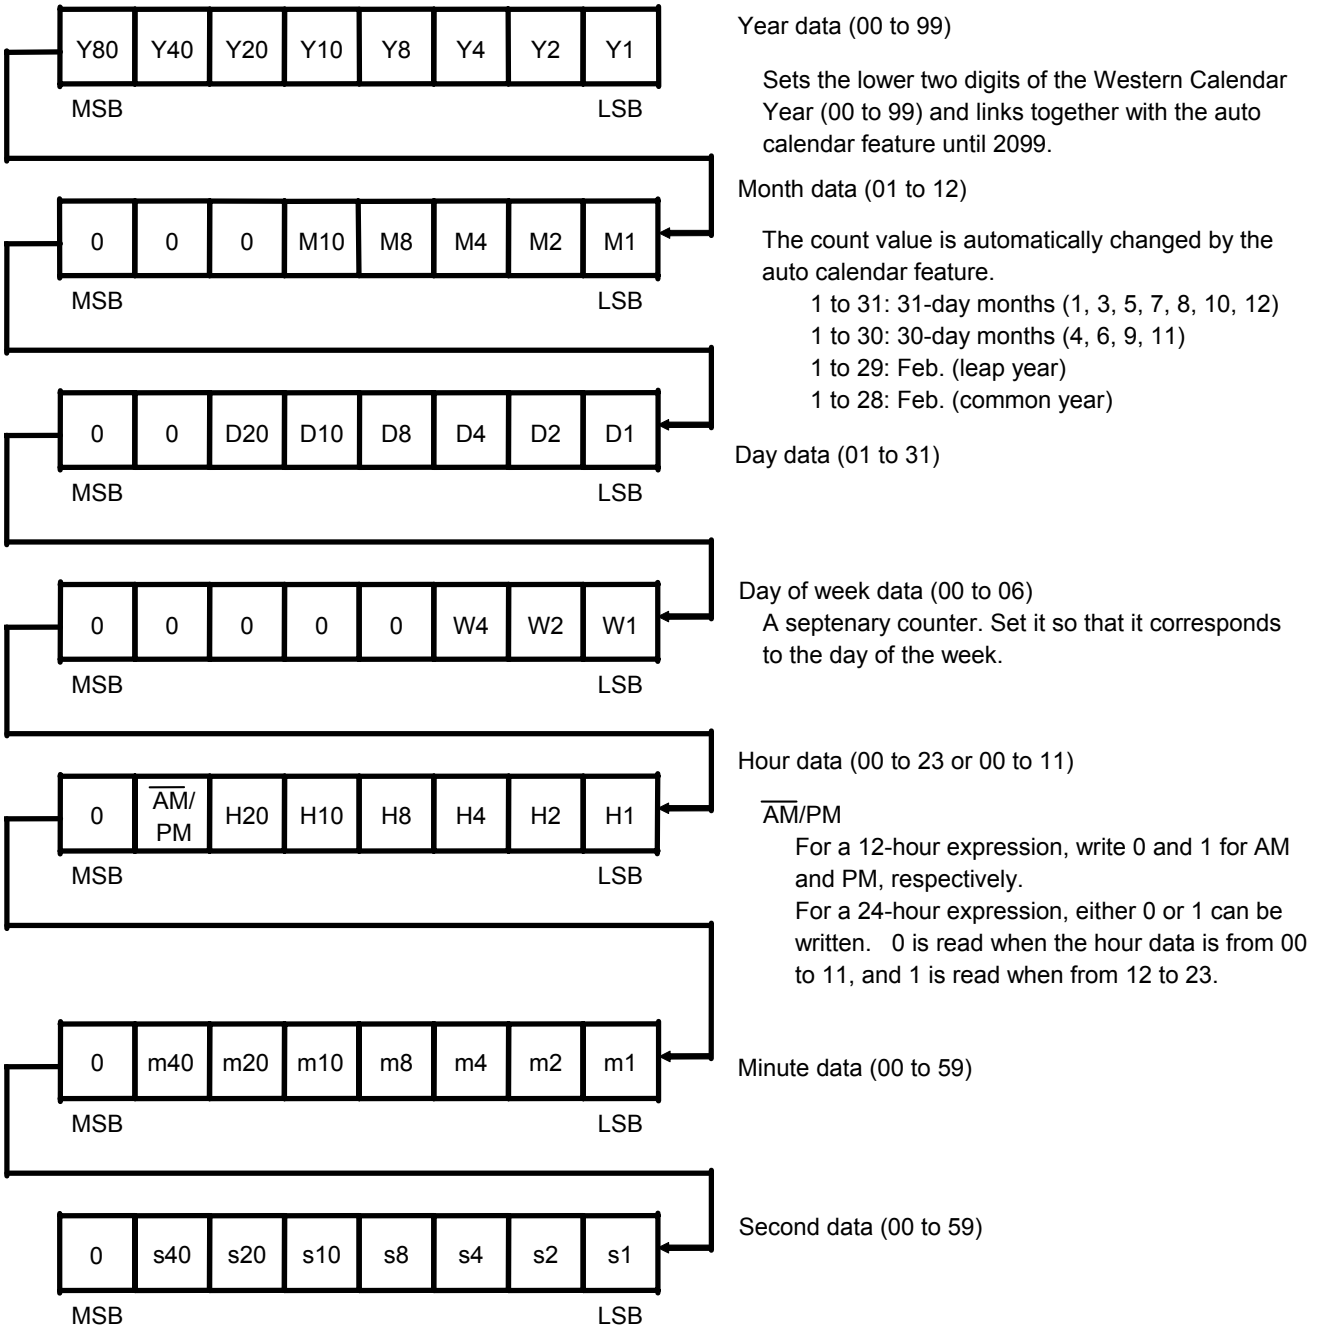 Y80 Y40 Y20 Y10 Y8 Y4 Y2 Y1
MSB LSB
Year data (00 to 99)
Sets the lower two digits of the Western Calendar
Year (00 to 99) and links together with the auto
calendar feature until 2099.
0 0 0 M10 M8 M4 M2 M1
MSB LSB
Month data (01 to 12)
The count value is automatically changed by the
auto calendar feature.
1 to 31: 31-day months (1, 3, 5, 7, 8, 10, 12)
1 to 30: 30-day months (4, 6, 9, 11)
1 to 29: Feb. (leap year)
1 to 28: Feb. (common year)
0 0 D20 D10 D8 D4 D2 D1
MSB LSB
Day data (01 to 31)
0 0 0 0 0 W4 W2 W1
MSB LSB
Day of week data (00 to 06)
A septenary counter. Set it so that it corresponds
to the day of the week.
0 A̅M̅/ PM H20 H10 H8 H4 H2 H1
MSB LSB
Hour data (00 to 23 or 00 to 11)
A̅M̅/PM
For a 12-hour expression, write 0 and 1 for AM
and PM, respectively.
For a 24-hour expression, either 0 or 1 can be
written. 0 is read when the hour data is from 00
to 11, and 1 is read when from 12 to 23.
0 m40 m20 m10 m8 m4 m2 m1
MSB LSB
Minute data (00 to 59)
0 s40 s20 s10 s8 s4 s2 s1
MSB LSB
Second data (00 to 59)